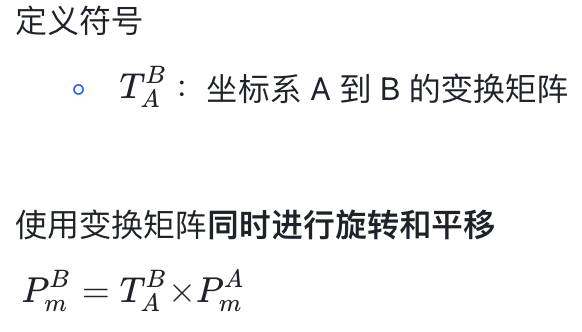 定义符号
$T_A^B$ : 坐标系 A 到 B 的变换矩阵
使用变换矩阵同时进行旋转和平移
$P_m^B = T_A^B \times P_m^A$